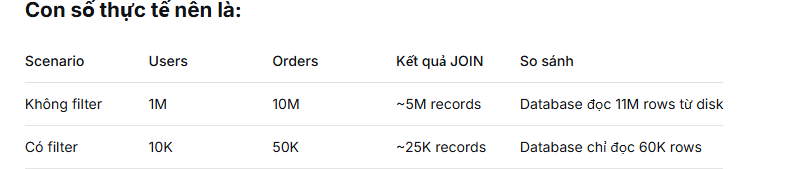 Con số thực tế nên là:
Scenario Users Orders Kết quả JOIN So sánh
Không filter 1M 10M ~5M records Database đọc 11M rows từ disk
Có filter 10K 50K ~25K records Database chỉ đọc 60K rows